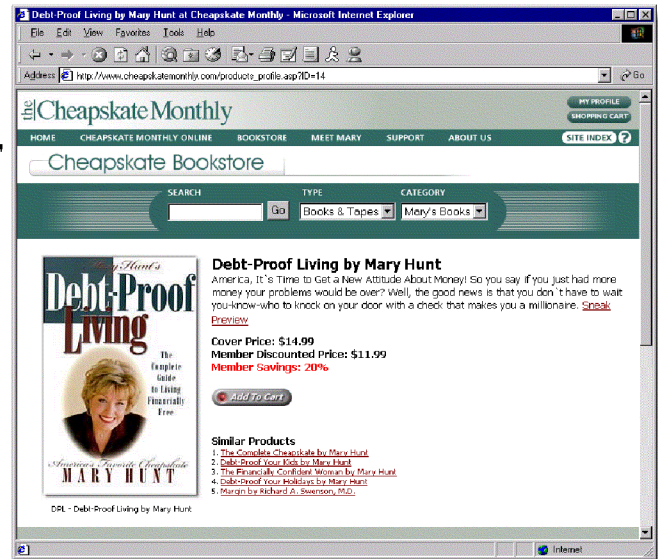 Debt-Proof Living by Mary Hunt at Cheapskate Monthly - Microsoft Internet Explorer
File Edit View Favorites Tools Help
Address http://www.cheapskatemonthly.com/products_profile.asp?ID=14 Go
the Cheapskate Monthly
MY PROFILE
SHOPPING CART
HOME CHEAPSKATE MONTHLY ONLINE BOOKSTORE MEET MARY SUPPORT ABOUT US SITE INDEX ?
Cheapskate Bookstore
SEARCH TYPE CATEGORY
Go Books & Tapes Mary's Books
Mary Hunt's
Debt-Proof
Living
The
Complete
Guide
to Living
Financially
Free
America's Favorite Cheapskate
MARY HUNT
DPL - Debt-Proof Living by Mary Hunt
Debt-Proof Living by Mary Hunt
America, It`s Time to Get a New Attitude About Money! So you say if you just had more
money your problems would be over? Well, the good news is that you don`t have to wait
you-know-who to knock on your door with a check that makes you a millionaire. Sneak
Preview
Cover Price: $14.99
Member Discounted Price: $11.99
Member Savings: 20%
Add To Cart
Similar Products
1. The Complete Cheapskate by Mary Hunt
2. Debt-Proof Your Kids by Mary Hunt
3. The Financially Confident Woman by Mary Hunt
4. Debt-Proof Your Holidays by Mary Hunt
5. Margin by Richard A. Swenson, M.D.
Internet